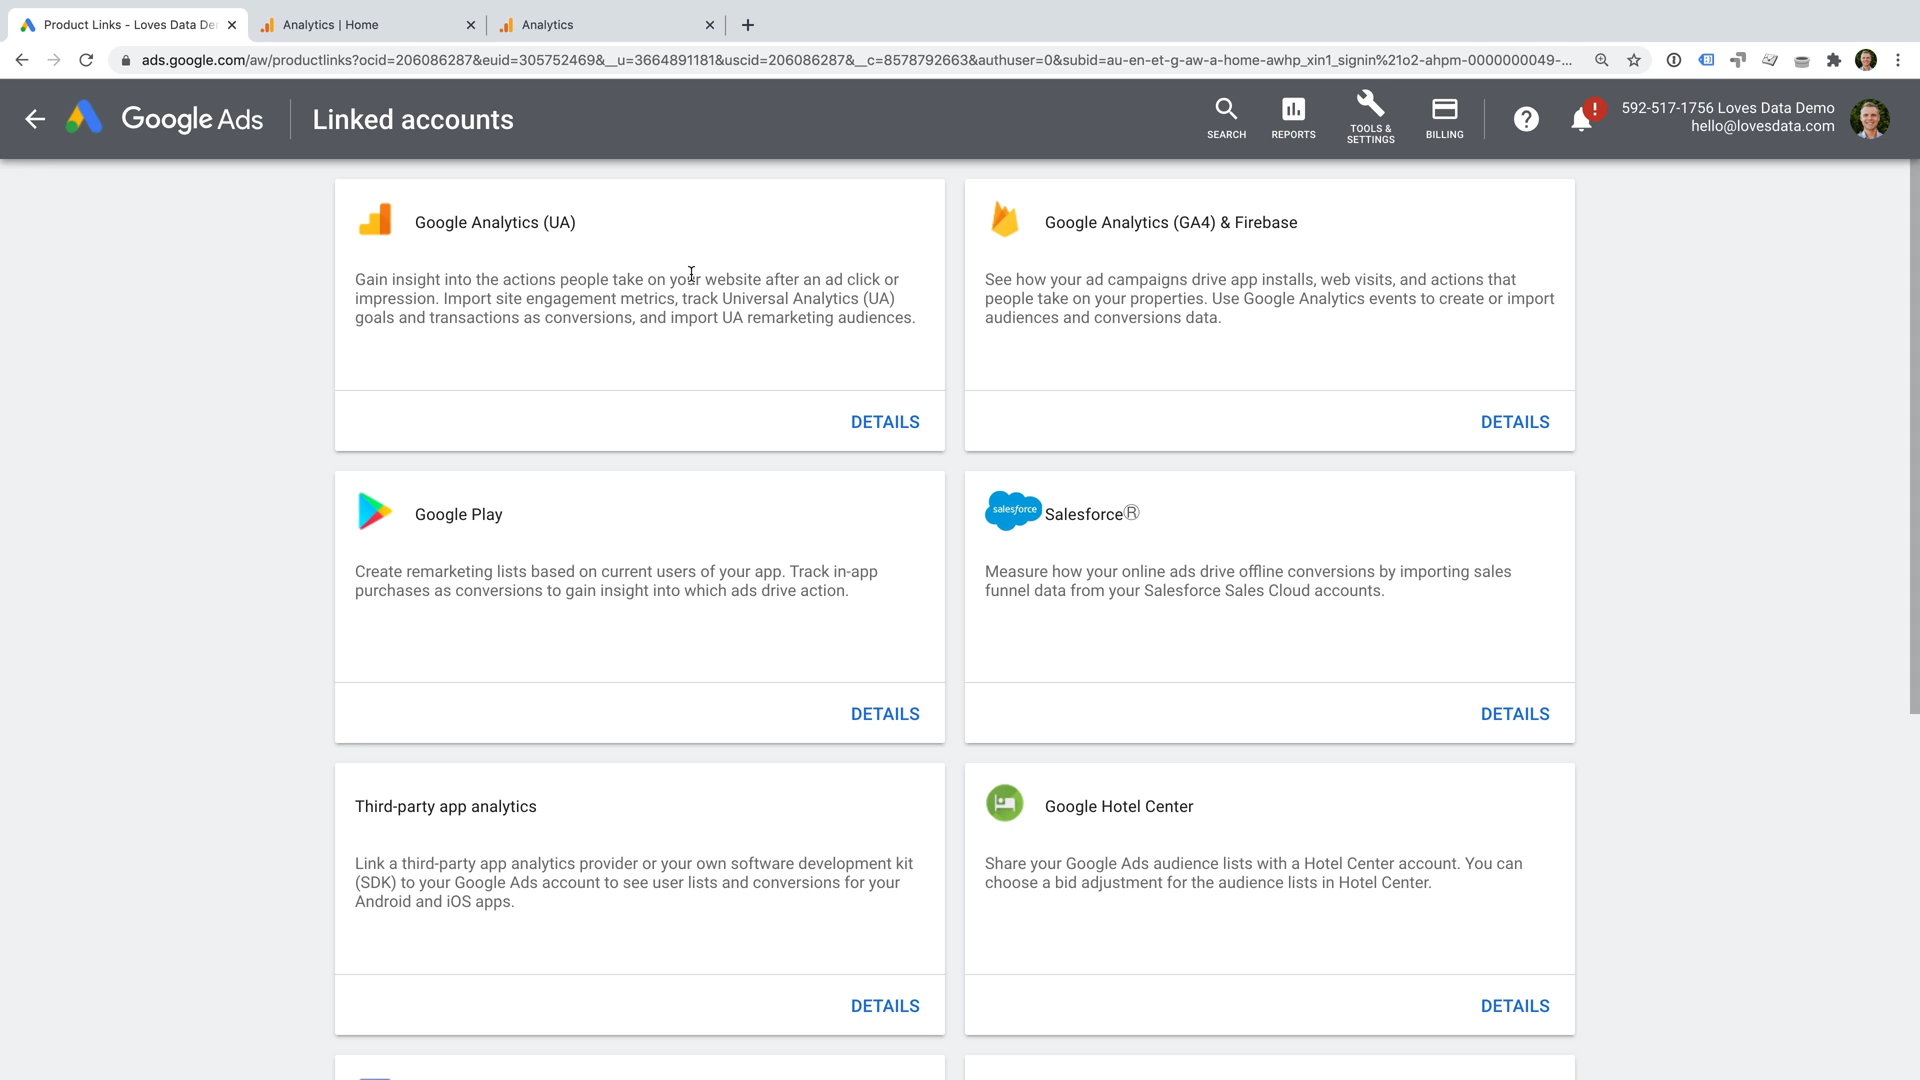 Product Links - Loves Data De
Analytics | Home
Analytics
ads.google.com/aw/productlinks?ocid=206086287&euid=305752469&__u=3664891181&uscid=206086287&__c=8578792663&authuser=0&subid=au-en-et-g-aw-a-home-awhp_xin1_signin%21o2-ahpm-0000000049-...
Google Ads
Linked accounts
SEARCH
REPORTS
TOOLS &
SETTINGS
BILLING
?
!
592-517-1756 Loves Data Demo
hello@lovesdata.com
Google Analytics (UA)
Gain insight into the actions people take on your website after an ad click or
impression. Import site engagement metrics, track Universal Analytics (UA)
goals and transactions as conversions, and import UA remarketing audiences.
DETAILS
Google Analytics (GA4) & Firebase
See how your ad campaigns drive app installs, web visits, and actions that
people take on your properties. Use Google Analytics events to create or import
audiences and conversions data.
DETAILS
Google Play
Create remarketing lists based on current users of your app. Track in-app
purchases as conversions to gain insight into which ads drive action.
DETAILS
salesforce
Salesforce®
Measure how your online ads drive offline conversions by importing sales
funnel data from your Salesforce Sales Cloud accounts.
DETAILS
Third-party app analytics
Link a third-party app analytics provider or your own software development kit
(SDK) to your Google Ads account to see user lists and conversions for your
Android and iOS apps.
DETAILS
Google Hotel Center
Share your Google Ads audience lists with a Hotel Center account. You can
choose a bid adjustment for the audience lists in Hotel Center.
DETAILS